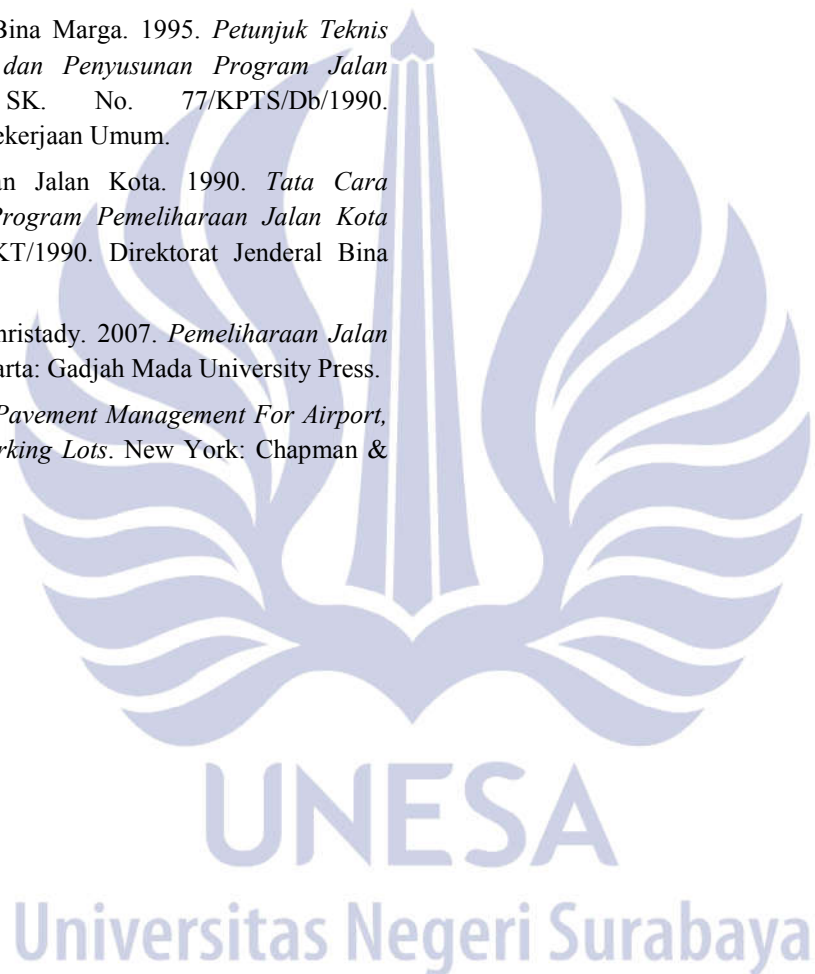 Bina Marga. 1995. Petunjuk Teknis
dan Penyusunan Program Jalan
SK. No. 77/KPTS/Db/1990.
ekerjaan Umum.
an Jalan Kota. 1990. Tata Cara
Program Pemeliharaan Jalan Kota
KT/1990. Direktorat Jenderal Bina
hristady. 2007. Pemeliharaan Jalan
arta: Gadjah Mada University Press.
Pavement Management For Airport,
rking Lots. New York: Chapman &
UNESA
Universitas Negeri Surabaya